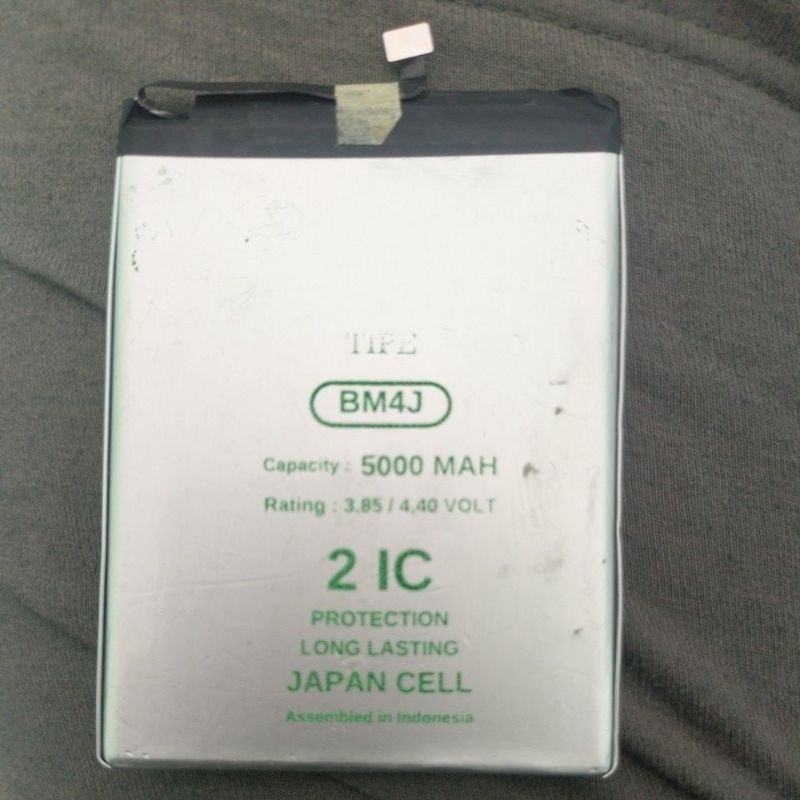 TIPE
BM4J
Capacity : 5000 MAH
Rating : 3,85 / 4,40 VOLT
2 IC
PROTECTION
LONG LASTING
JAPAN CELL
Assembled in Indonesia